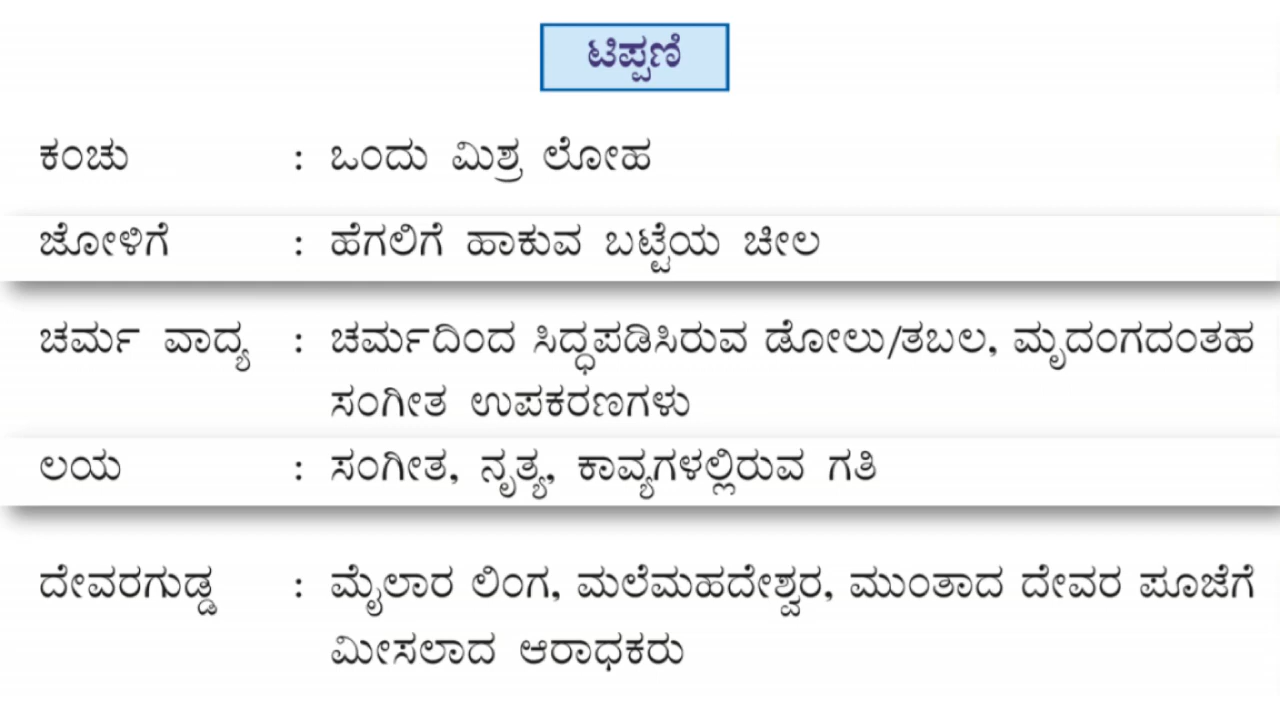 ಟಿಪ್ಪಣಿ
ಕಂಚು : ಒಂದು ಮಿಶ್ರ ಲೋಹ
ಜೋಳಿಗೆ : ಹೆಗಲಿಗೆ ಹಾಕುವ ಬಟ್ಟೆಯ ಚೀಲ
ಚರ್ಮ ವಾದ್ಯ : ಚರ್ಮದಿಂದ ಸಿದ್ಧಪಡಿಸಿರುವ ಡೋಲು/ತಬಲ, ಮೃದಂಗದಂತಹ
ಸಂಗೀತ ಉಪಕರಣಗಳು
ಲಯ : ಸಂಗೀತ, ನೃತ್ಯ, ಕಾವ್ಯಗಳಲ್ಲಿರುವ ಗತಿ
ದೇವರಗುಡ್ಡ : ಮೈಲಾರ ಲಿಂಗ, ಮಲೆಮಹದೇಶ್ವರ, ಮುಂತಾದ ದೇವರ ಪೂಜೆಗೆ
ಮೀಸಲಾದ ಆರಾಧಕರು